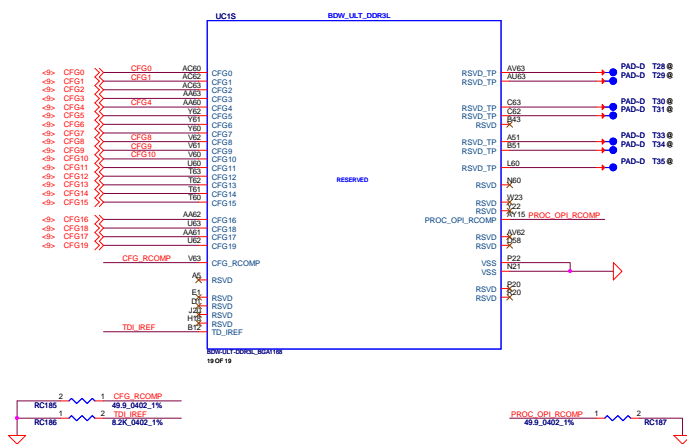 UC1S BDW_ULT_DDR3L
<9> CFG0 CFG0 AC60 CFG0 RSVD_TP AV63 PAD~D T28 @
<9> CFG1 CFG1 AC62 CFG1 RSVD_TP AU63 PAD~D T29 @
<9> CFG2 AC63 CFG2
<9> CFG3 AA63 CFG3
<9> CFG4 CFG4 AA60 CFG4 RSVD_TP C63 PAD~D T30 @
<9> CFG5 Y62 CFG5 RSVD_TP C62 PAD~D T31 @
<9> CFG6 Y61 CFG6 RSVD B43
<9> CFG7 Y60 CFG7
<9> CFG8 CFG8 V62 CFG8 RSVD_TP A51 PAD~D T33 @
<9> CFG9 CFG9 V61 CFG9 RSVD_TP B51 PAD~D T34 @
<9> CFG10 CFG10 V60 CFG10
<9> CFG11 U60 CFG11 RSVD_TP L60 PAD~D T35 @
<9> CFG12 T63 CFG12
<9> CFG13 T62 CFG13 RESERVED RSVD N60
<9> CFG14 T61 CFG14
<9> CFG15 T60 CFG15 RSVD W23
RSVD Y22
<9> CFG16 AA62 CFG16 PROC_OPI_RCOMP AY15 PROC_OPI_RCOMP
<9> CFG18 U63 CFG18
<9> CFG17 AA61 CFG17 RSVD AV62
<9> CFG19 U62 CFG19 RSVD D58
CFG_RCOMP V63 CFG_RCOMP VSS P22
VSS N21
A5 RSVD
RSVD P20
E1 RSVD RSVD R20
D1 RSVD
J20 RSVD
H18 RSVD
TDI_IREF B12 TD_IREF
BDW-ULT-DDR3L_BGA1168
19 OF 19
RC185 2 1 CFG_RCOMP
49.9_0402_1%
RC186 1 2 TDI_IREF
8.2K_0402_1%
PROC_OPI_RCOMP 1 2 RC187
49.9_0402_1%